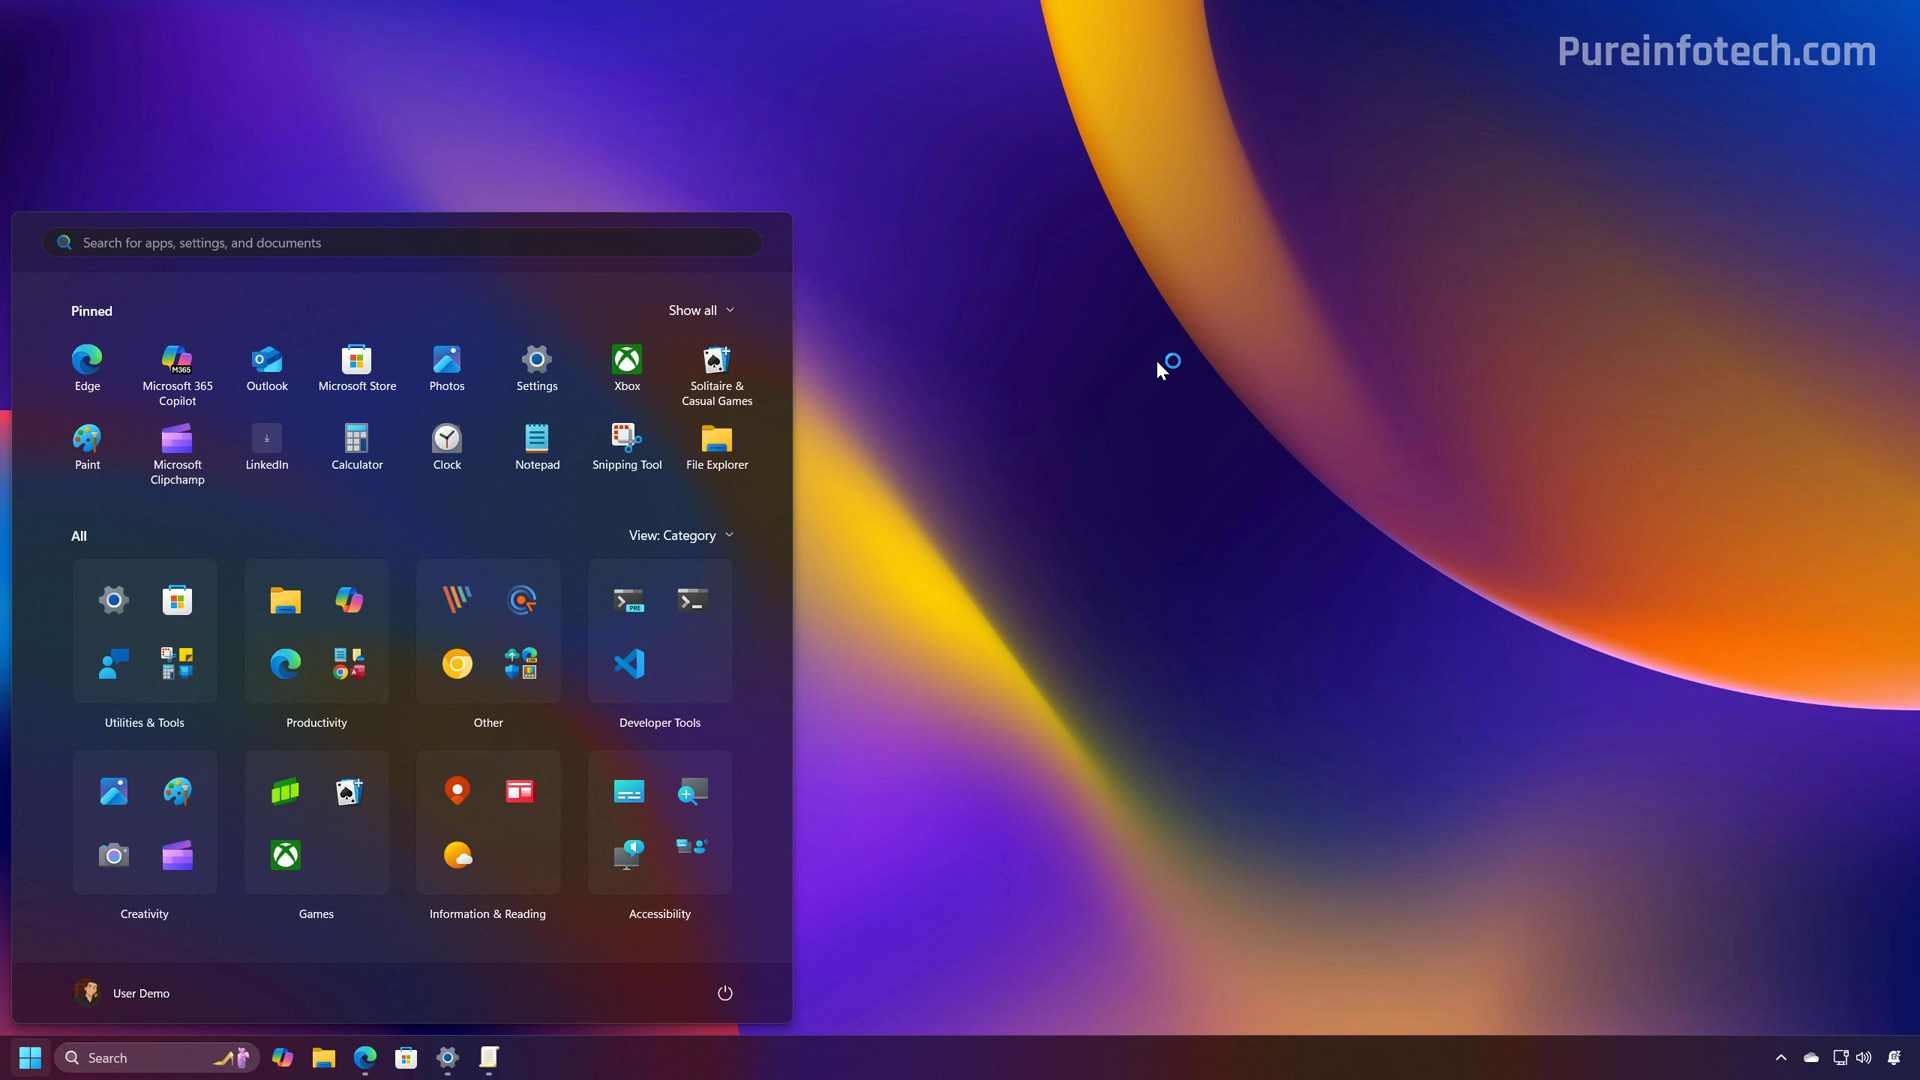 Pureinfotech.com
Search for apps, settings, and documents
Pinned
Show all
Edge
Microsoft 365
Copilot
Outlook
Microsoft Store
Photos
Settings
Xbox
Solitaire &
Casual Games
M365
Paint
Microsoft
Clipchamp
LinkedIn
Calculator
Clock
Notepad
Snipping Tool
File Explorer
All
View: Category
PRE
Utilities & Tools
Productivity
Other
Developer Tools
Creativity
Games
Information & Reading
Accessibility
User Demo
Search